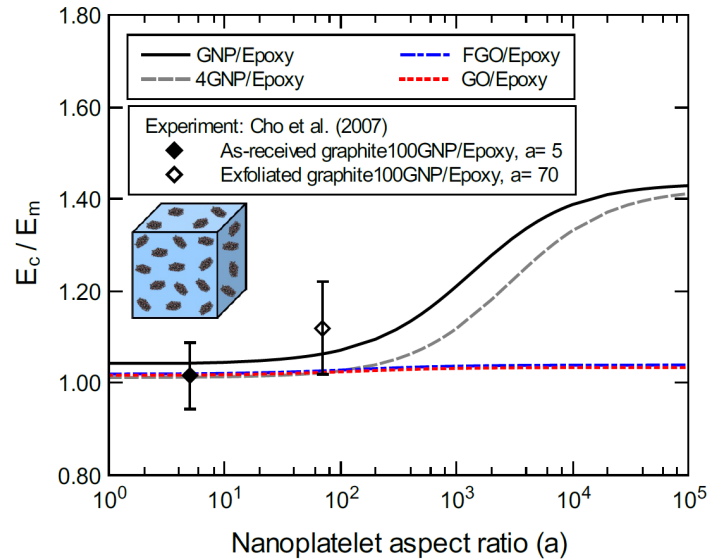 1.80
1.60
1.40
1.20
1.00
0.80
E_c / E_m
GNP/Epoxy
4GNP/Epoxy
FGO/Epoxy
GO/Epoxy
Experiment: Cho et al. (2007)
As-received graphite100GNP/Epoxy, a= 5
Exfoliated graphite100GNP/Epoxy, a= 70
10^0 10^1 10^2 10^3 10^4 10^5
Nanoplatelet aspect ratio (a)